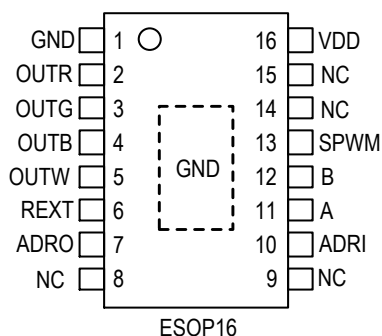 GND 1 16 VDD
OUTR 2 15 NC
OUTG 3 14 NC
OUTB 4 13 SPWM
OUTW 5 GND 12 B
REXT 6 11 A
ADRO 7 10 ADRI
NC 8 9 NC
ESOP16